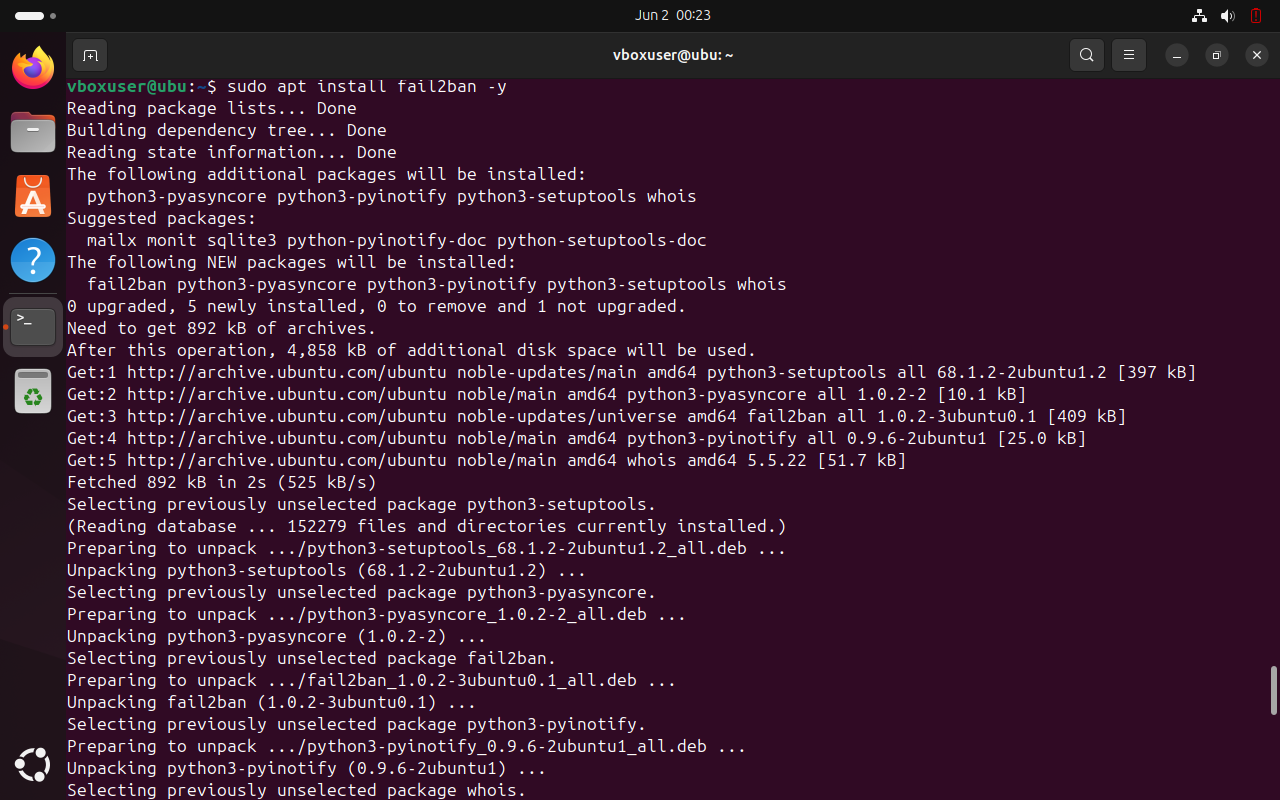 Jun 2 00:23
vboxuser@ubu: ~
vboxuser@ubu:~$ sudo apt install fail2ban -y
Reading package lists... Done
Building dependency tree... Done
Reading state information... Done
The following additional packages will be installed:
  python3-pyasyncore python3-pyinotify python3-setuptools whois
Suggested packages:
  mailx monit sqlite3 python-pyinotify-doc python-setuptools-doc
The following NEW packages will be installed:
  fail2ban python3-pyasyncore python3-pyinotify python3-setuptools whois
0 upgraded, 5 newly installed, 0 to remove and 1 not upgraded.
Need to get 892 kB of archives.
After this operation, 4,858 kB of additional disk space will be used.
Get:1 http://archive.ubuntu.com/ubuntu noble-updates/main amd64 python3-setuptools all 68.1.2-2ubuntu1.2 [397 kB]
Get:2 http://archive.ubuntu.com/ubuntu noble/main amd64 python3-pyasyncore all 1.0.2-2 [10.1 kB]
Get:3 http://archive.ubuntu.com/ubuntu noble-updates/universe amd64 fail2ban all 1.0.2-3ubuntu0.1 [409 kB]
Get:4 http://archive.ubuntu.com/ubuntu noble/main amd64 python3-pyinotify all 0.9.6-2ubuntu1 [25.0 kB]
Get:5 http://archive.ubuntu.com/ubuntu noble/main amd64 whois amd64 5.5.22 [51.7 kB]
Fetched 892 kB in 2s (525 kB/s)
Selecting previously unselected package python3-setuptools.
(Reading database ... 152279 files and directories currently installed.)
Preparing to unpack .../python3-setuptools_68.1.2-2ubuntu1.2_all.deb ...
Unpacking python3-setuptools (68.1.2-2ubuntu1.2) ...
Selecting previously unselected package python3-pyasyncore.
Preparing to unpack .../python3-pyasyncore_1.0.2-2_all.deb ...
Unpacking python3-pyasyncore (1.0.2-2) ...
Selecting previously unselected package fail2ban.
Preparing to unpack .../fail2ban_1.0.2-3ubuntu0.1_all.deb ...
Unpacking fail2ban (1.0.2-3ubuntu0.1) ...
Selecting previously unselected package python3-pyinotify.
Preparing to unpack .../python3-pyinotify_0.9.6-2ubuntu1_all.deb ...
Unpacking python3-pyinotify (0.9.6-2ubuntu1) ...
Selecting previously unselected package whois.